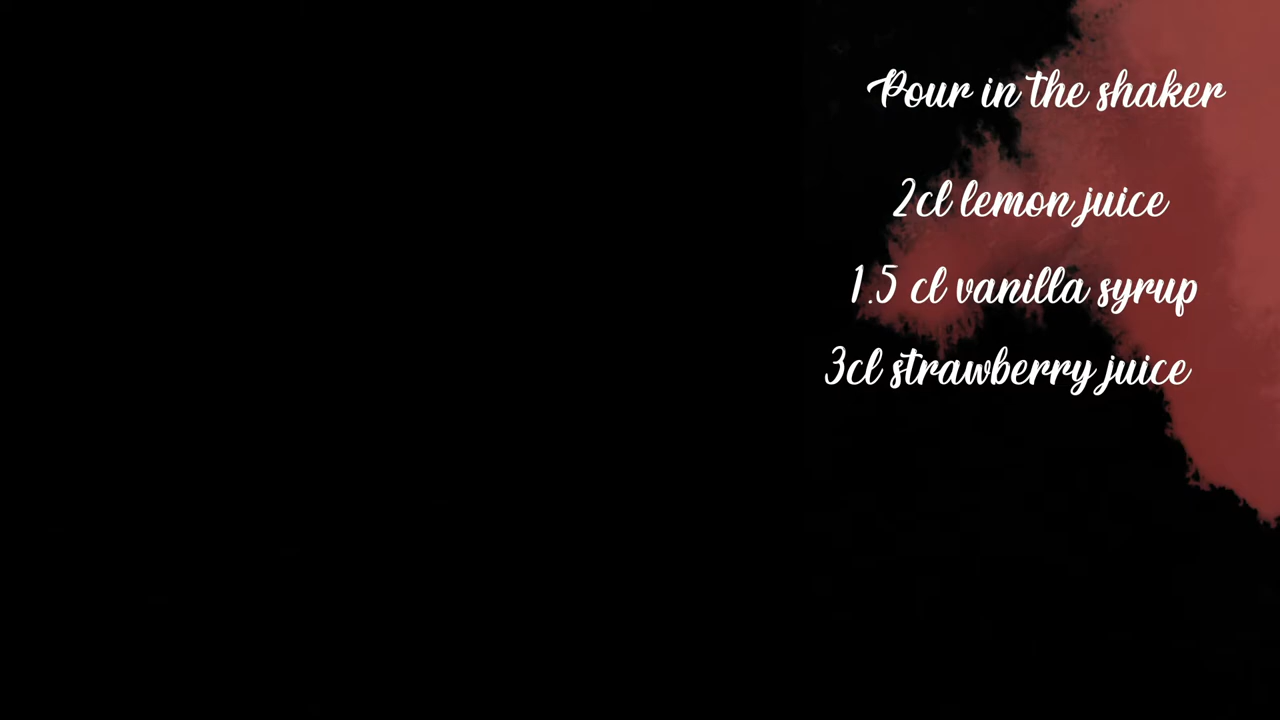 Pour in the shaker
2cl lemon juice
1.5 cl vanilla syrup
3cl strawberry juice